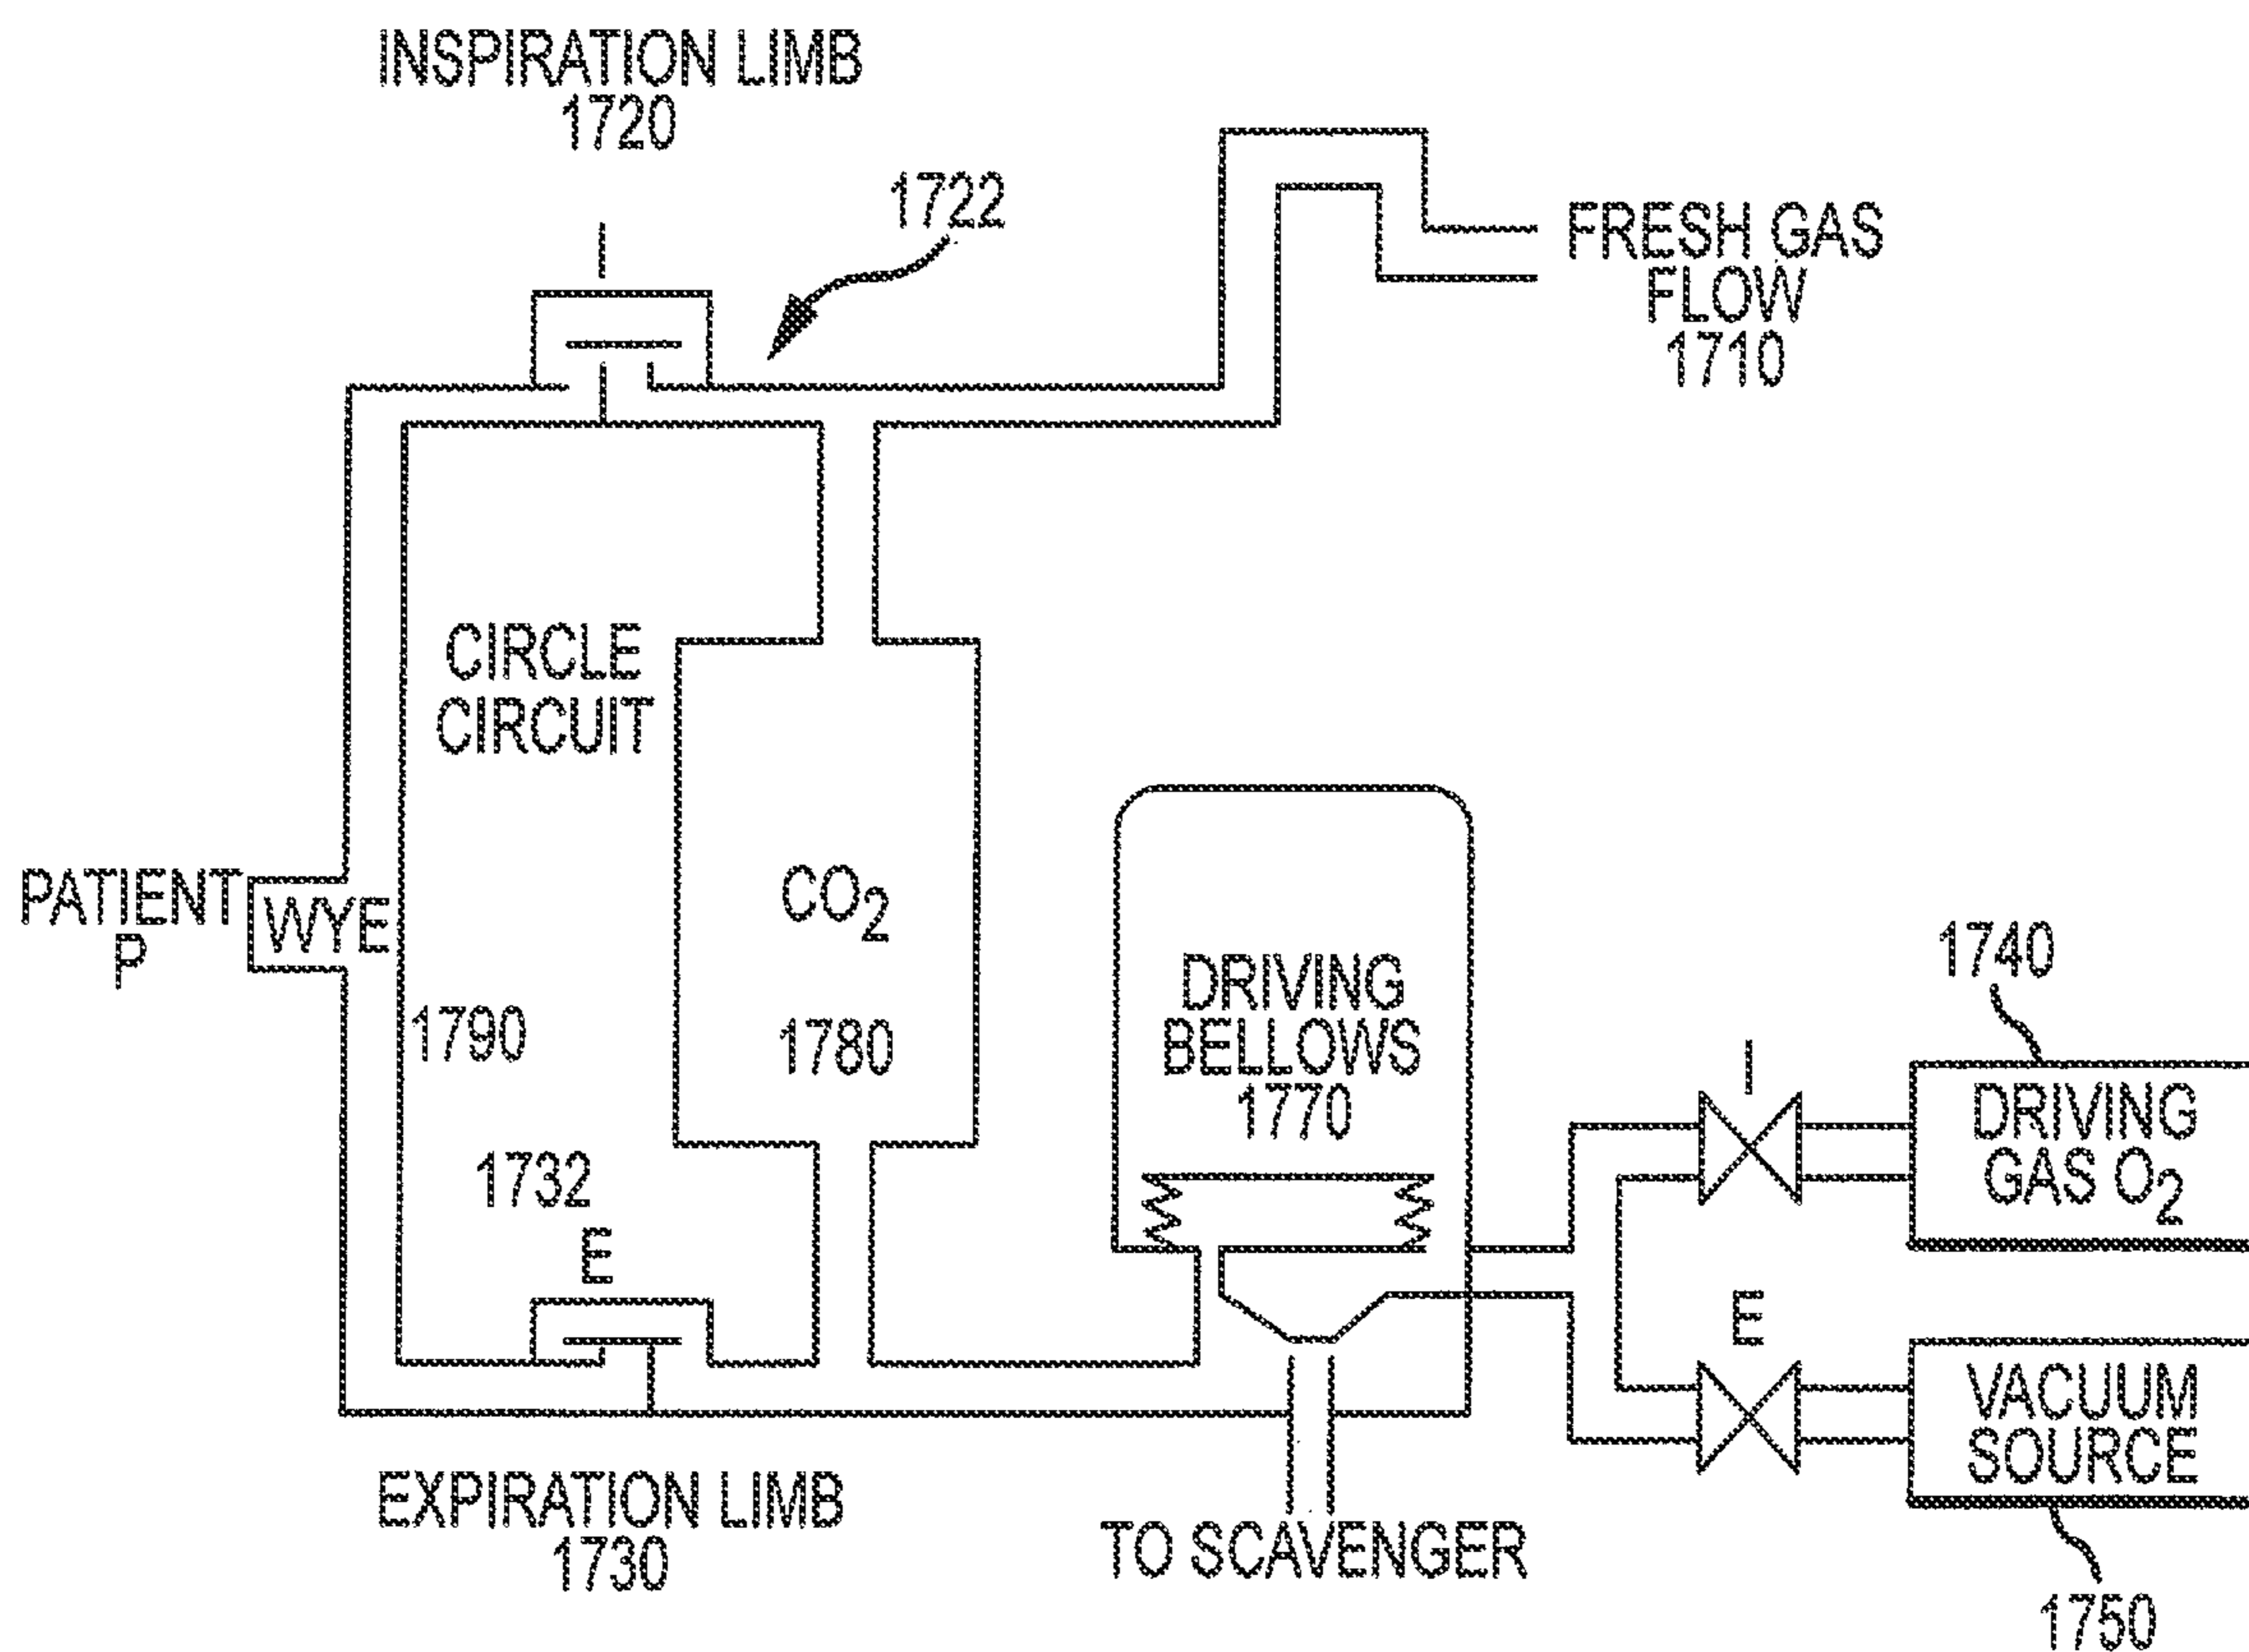 INSPIRATION LIMB
1720
1722
I
FRESH GAS
FLOW
1710
CIRCLE
CIRCUIT
PATIENT
P
WYE
CO₂
1790
1780
DRIVING
BELLOWS
1770
1740
I
DRIVING
GAS O₂
1732
E
E
VACUUM
SOURCE
EXPIRATION LIMB
1730
TO SCAVENGER
1750